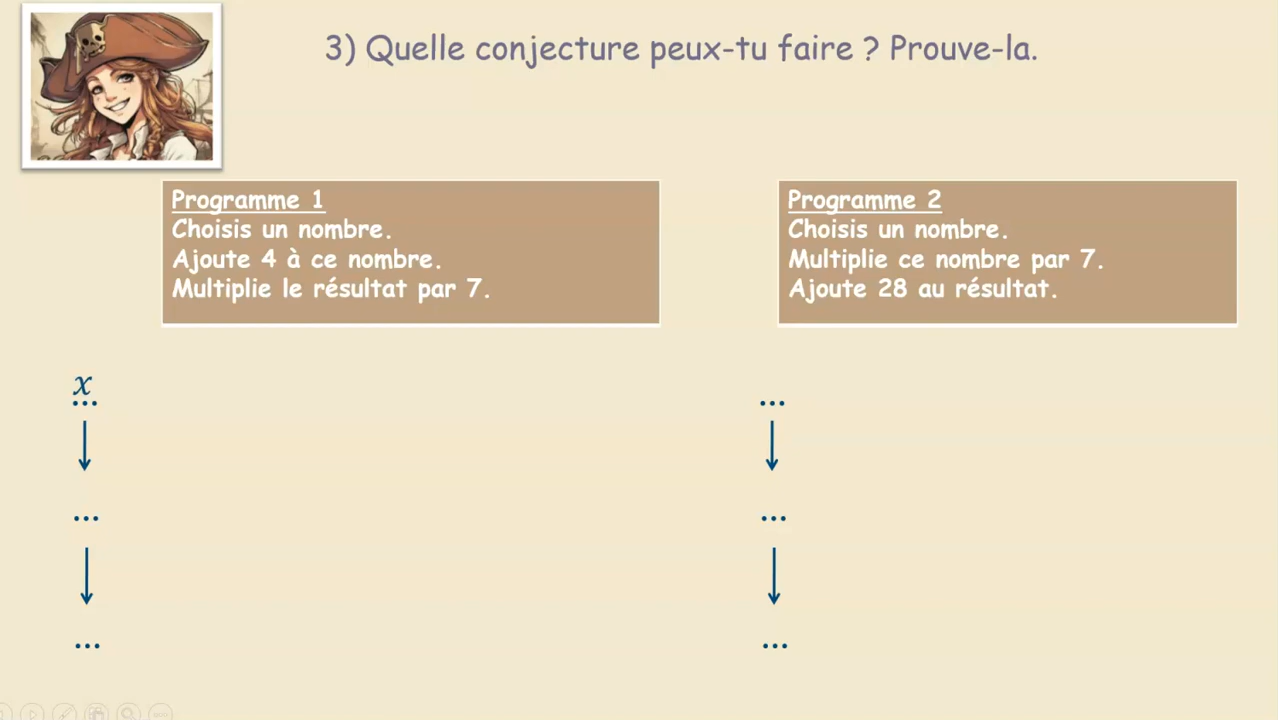 3) Quelle conjecture peux-tu faire ? Prouve-la.
Programme 1
Choisis un nombre.
Ajoute 4 à ce nombre.
Multiplie le résultat par 7.
Programme 2
Choisis un nombre.
Multiplie ce nombre par 7.
Ajoute 28 au résultat.
x
...
...
...
...
...
...